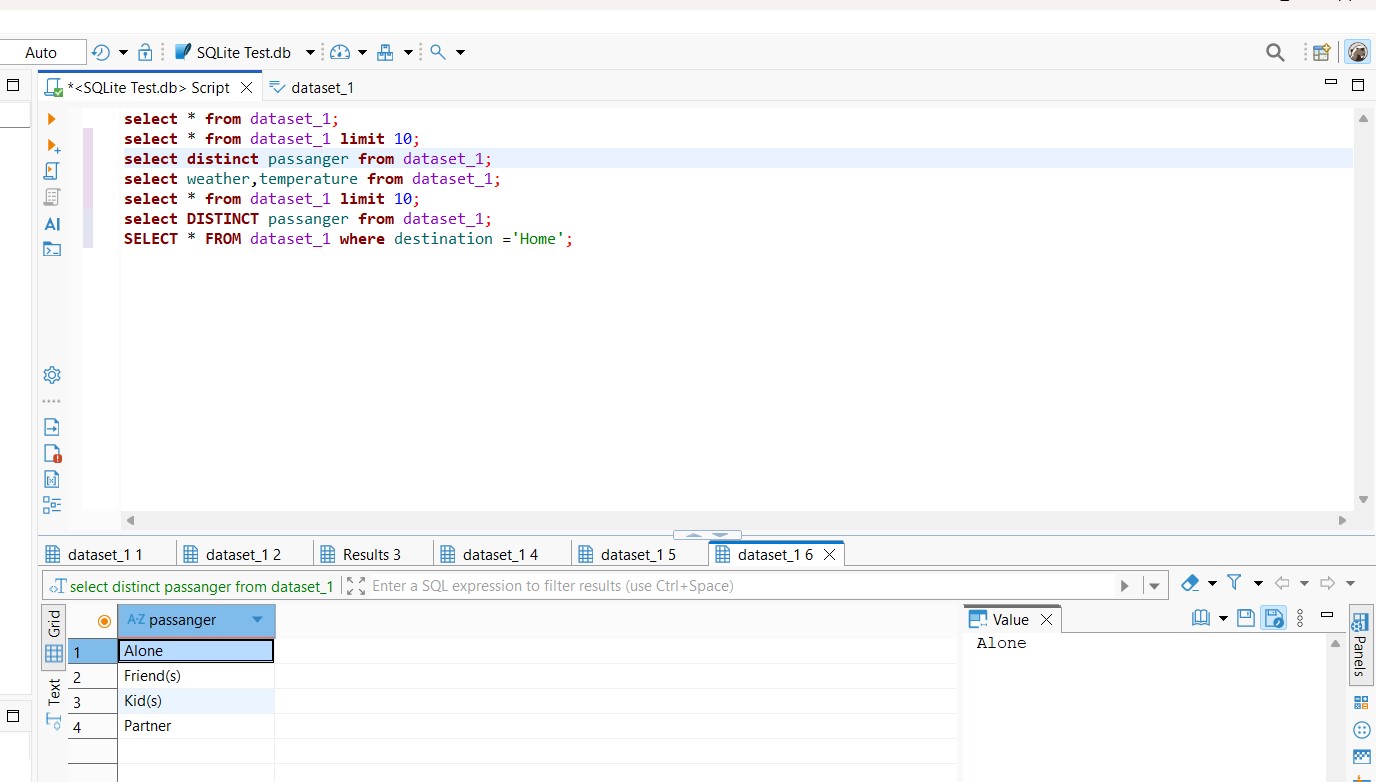 Auto
SQLite Test.db
*<SQLite Test.db> Script
dataset_1
select * from dataset_1;
select * from dataset_1 limit 10;
select distinct passanger from dataset_1;
select weather,temperature from dataset_1;
select * from dataset_1 limit 10;
select DISTINCT passanger from dataset_1;
SELECT * FROM dataset_1 where destination ='Home';
AI
dataset_1 1
dataset_1 2
Results 3
dataset_1 4
dataset_1 5
dataset_1 6
select distinct passanger from dataset_1
Enter a SQL expression to filter results (use Ctrl+Space)
Grid
Text
A-Z passanger
1 Alone
2 Friend(s)
3 Kid(s)
4 Partner
Value
Alone
Panels